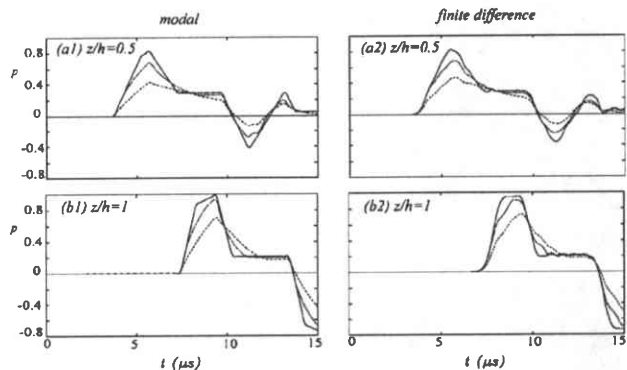 modal
finite difference
(a1) z/h=0.5
0.8
p 0.4
0
-0.4
-0.8
(a2) z/h=0.5
(b1) z/h=1
0.8
p 0.4
0
-0.4
-0.8
0 5 10 15
t (μs)
(b2) z/h=1
0 5 10 15
t (μs)